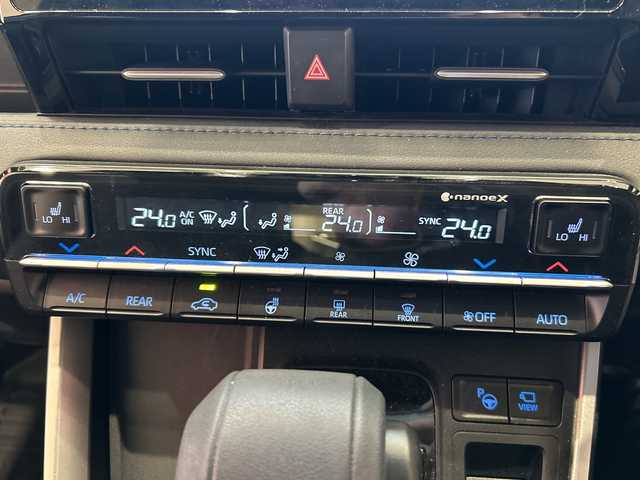 nanoeX
LO HI
24.0 A/C ON REAR 24.0 SYNC 24.0
LO HI
SYNC
A/C REAR REAR FRONT OFF AUTO
P VIEW